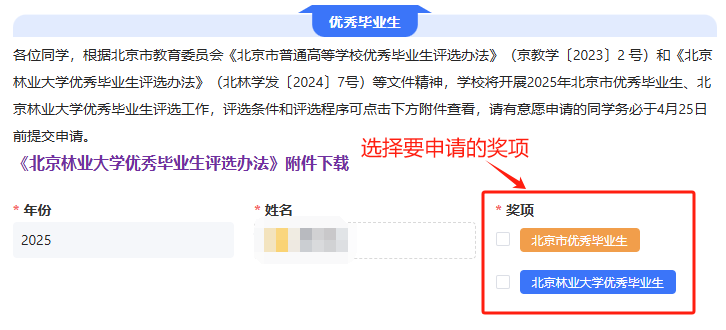 优秀毕业生
各位同学，根据北京市教育委员会《北京市普通高等学校优秀毕业生评选办法》（京教学〔2023〕2号）和《北京
林业大学优秀毕业生评选办法》（北林学发〔2024〕7号）等文件精神，学校将开展2025年北京市优秀毕业生、北
京林业大学优秀毕业生评选工作，评选条件和评选程序可点击下方附件查看，请有意愿申请的同学务必于4月25日
前提交申请。
《北京林业大学优秀毕业生评选办法》附件下载
选择要申请的奖项
* 年份
2025
* 姓名
* 奖项
北京市优秀毕业生
北京林业大学优秀毕业生